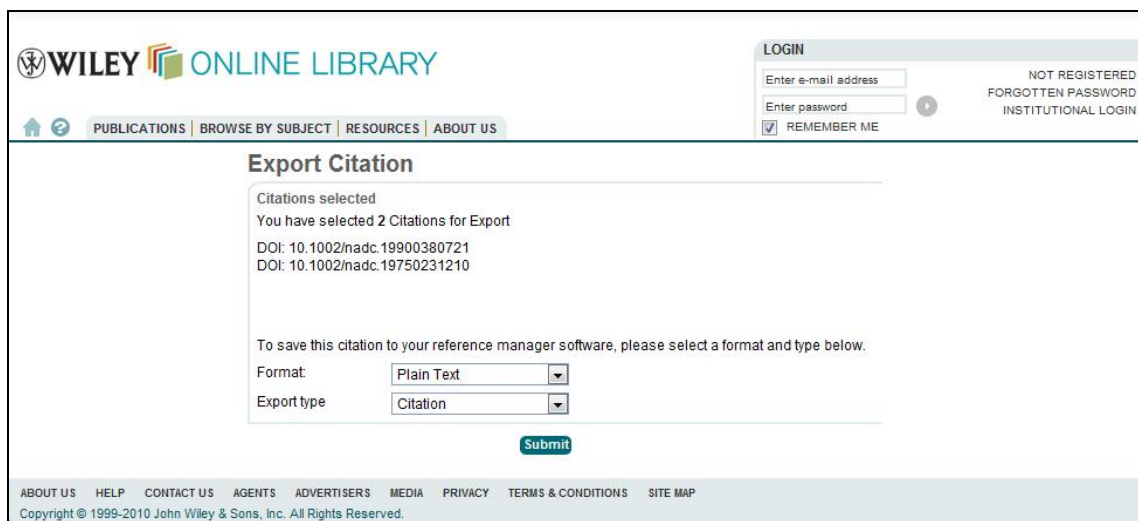 WILEY ONLINE LIBRARY
LOGIN
Enter e-mail address
Enter password
REMEMBER ME
NOT REGISTERED
FORGOTTEN PASSWORD
INSTITUTIONAL LOGIN
PUBLICATIONS | BROWSE BY SUBJECT | RESOURCES | ABOUT US
Export Citation
Citations selected
You have selected 2 Citations for Export
DOI: 10.1002/nadc.19900380721
DOI: 10.1002/nadc.19750231210
To save this citation to your reference manager software, please select a format and type below.
Format: Plain Text
Export type Citation
Submit
ABOUT US HELP CONTACT US AGENTS ADVERTISERS MEDIA PRIVACY TERMS & CONDITIONS SITE MAP
Copyright © 1999-2010 John Wiley & Sons, Inc. All Rights Reserved.